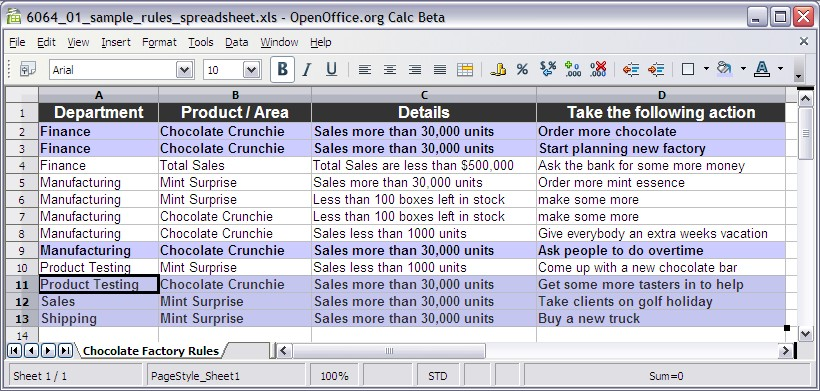 6064_01_sample_rules_spreadsheet.xls - OpenOffice.org Calc Beta
File Edit View Insert Format Tools Data Window Help
Arial 10 B I U % $% .000 .000 A
A B C D
1 Department Product / Area Details Take the following action
2 Finance Chocolate Crunchie Sales more than 30,000 units Order more chocolate
3 Finance Chocolate Crunchie Sales more than 30,000 units Start planning new factory
4 Finance Total Sales Total Sales are less than $500,000 Ask the bank for some more money
5 Manufacturing Mint Surprise Sales more than 30,000 units Order more mint essence
6 Manufacturing Mint Surprise Less than 100 boxes left in stock make some more
7 Manufacturing Chocolate Crunchie Less than 100 boxes left in stock make some more
8 Manufacturing Chocolate Crunchie Sales less than 1000 units Give everybody an extra weeks vacation
9 Manufacturing Chocolate Crunchie Sales more than 30,000 units Ask people to do overtime
10 Product Testing Mint Surprise Sales less than 1000 units Come up with a new chocolate bar
11 Product Testing Chocolate Crunchie Sales more than 30,000 units Get some more tasters in to help
12 Sales Mint Surprise Sales more than 30,000 units Take clients on golf holiday
13 Shipping Mint Surprise Sales more than 30,000 units Buy a new truck
14
Chocolate Factory Rules
Sheet 1 / 1 PageStyle_Sheet1 100% STD Sum=0